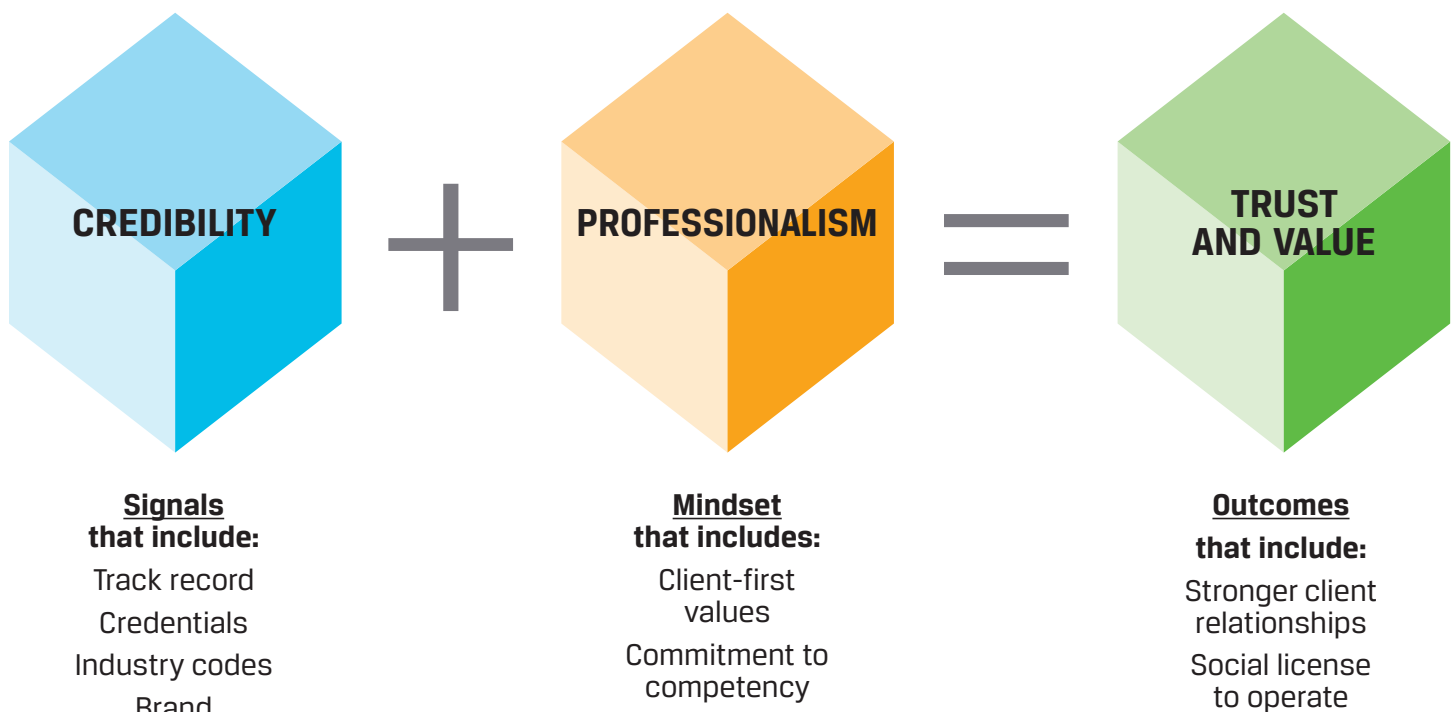 CREDIBILITY
PROFESSIONALISM
TRUST
AND VALUE
Signals
that include:
Track record
Credentials
Industry codes
Brand
Mindset
that includes:
Client-first
values
Commitment to
competency
Outcomes
that include:
Stronger client
relationships
Social license
to operate